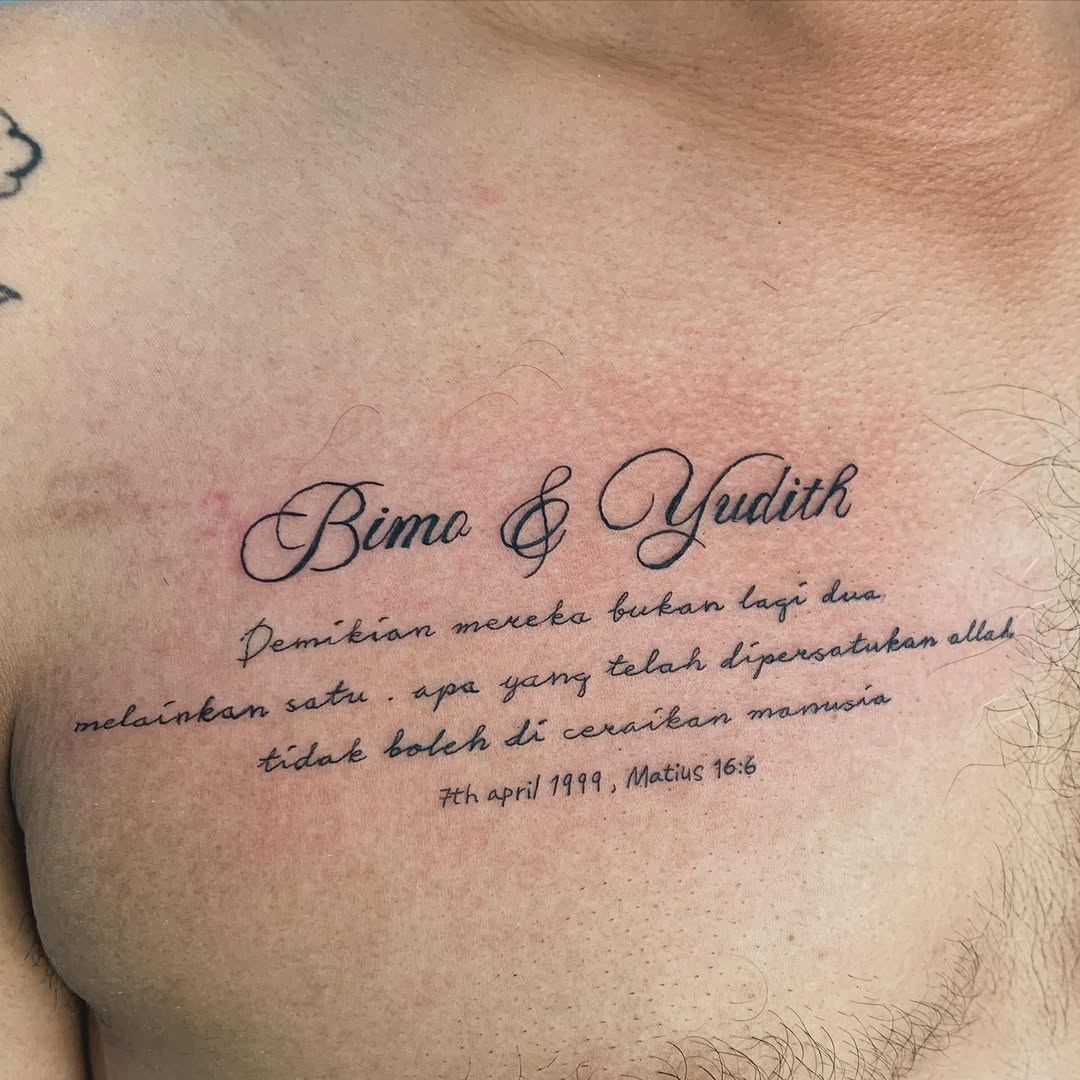 Bima & Yudith
Demikian mereka bukan lagi dua
melainkan satu . apa yang telah dipersatukan allah
tidak boleh di ceraikan manusia
7th april 1999, Matius 16:6